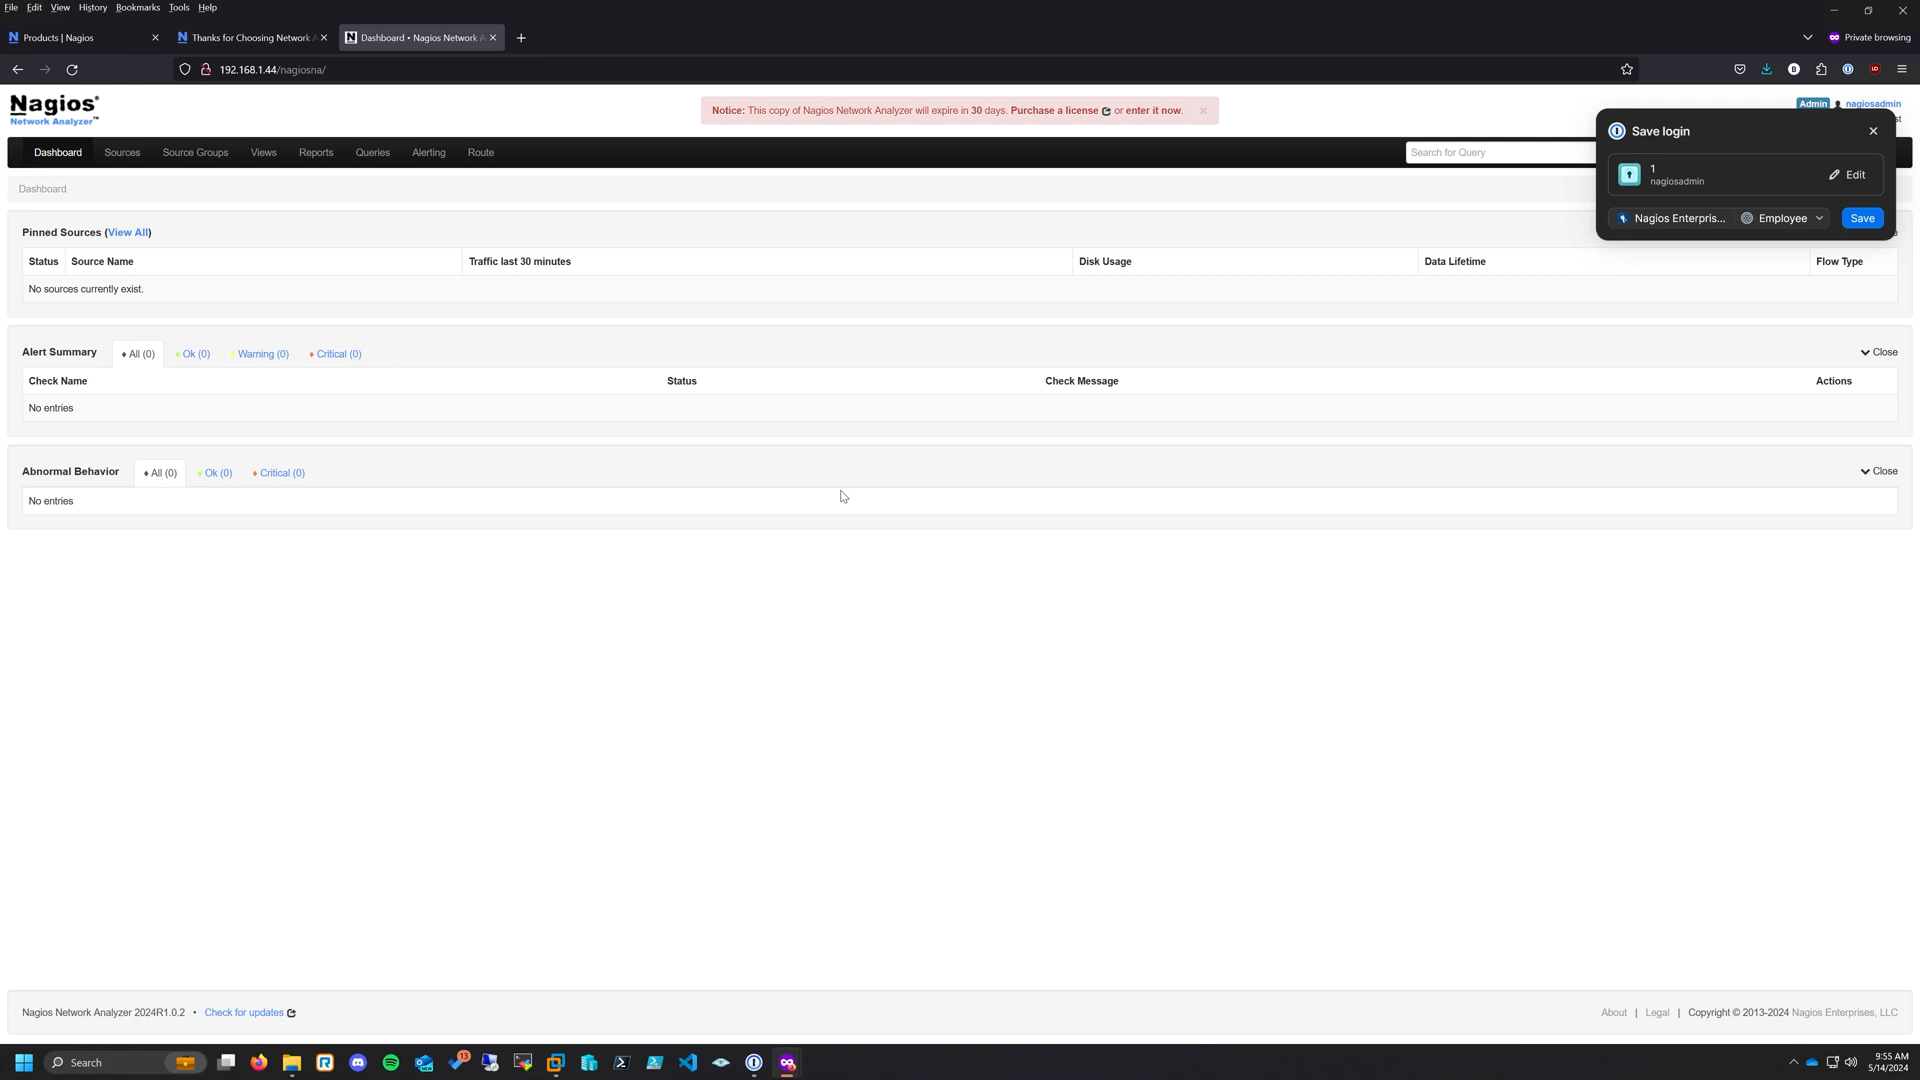 File Edit View History Bookmarks Tools Help
Products | Nagios
Thanks for Choosing Network A
Dashboard • Nagios Network A
Private browsing
192.168.1.44/nagiosna/
Nagios®
Network Analyzer™
Notice: This copy of Nagios Network Analyzer will expire in 30 days. Purchase a license or enter it now.
Admin nagiosadmin
Dashboard Sources Source Groups Views Reports Queries Alerting Route
Search for Query
Save login
1
nagiosadmin
Edit
Nagios Enterpris... Employee Save
Dashboard
Pinned Sources (View All)
Status Source Name Traffic last 30 minutes Disk Usage Data Lifetime Flow Type
No sources currently exist.
Alert Summary All (0) Ok (0) Warning (0) Critical (0) Close
Check Name Status Check Message Actions
No entries
Abnormal Behavior All (0) Ok (0) Critical (0) Close
No entries
Nagios Network Analyzer 2024R1.0.2 • Check for updates
About | Legal | Copyright © 2013-2024 Nagios Enterprises, LLC
Search
13
9:55 AM
5/14/2024